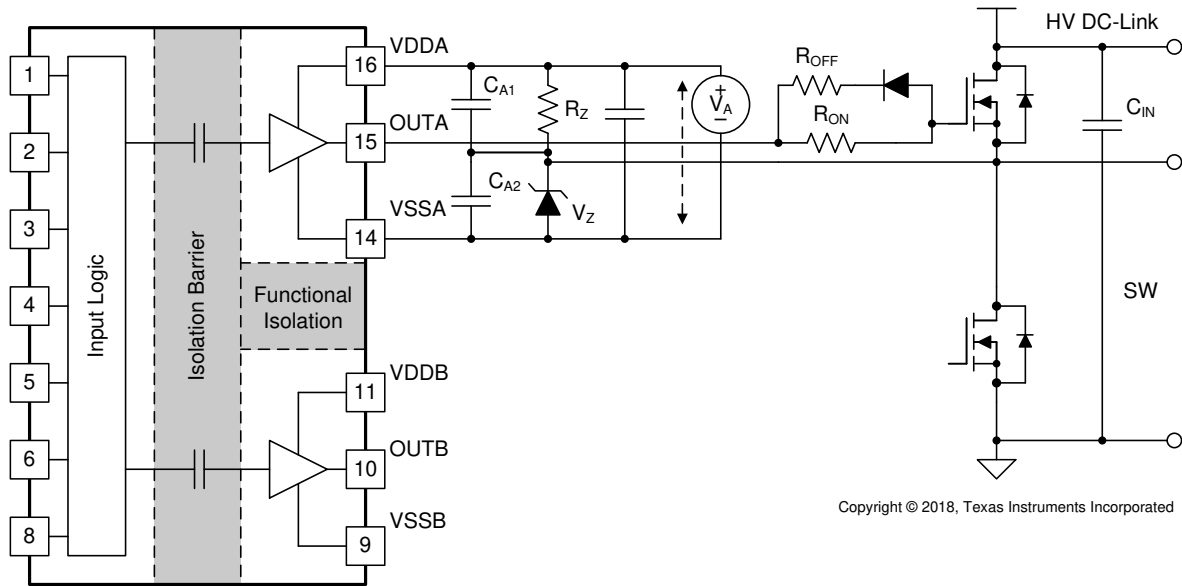 VDDA
HV DC-Link
1
16
ROFF
CA1
RZ
+
VA
–
OUTA
RON
CIN
2
15
CA2
VZ
VSSA
3
14
Input Logic
Isolation Barrier
Functional
Isolation
4
SW
VDDB
5
11
OUTB
6
10
VSSB
8
9
Copyright © 2018, Texas Instruments Incorporated